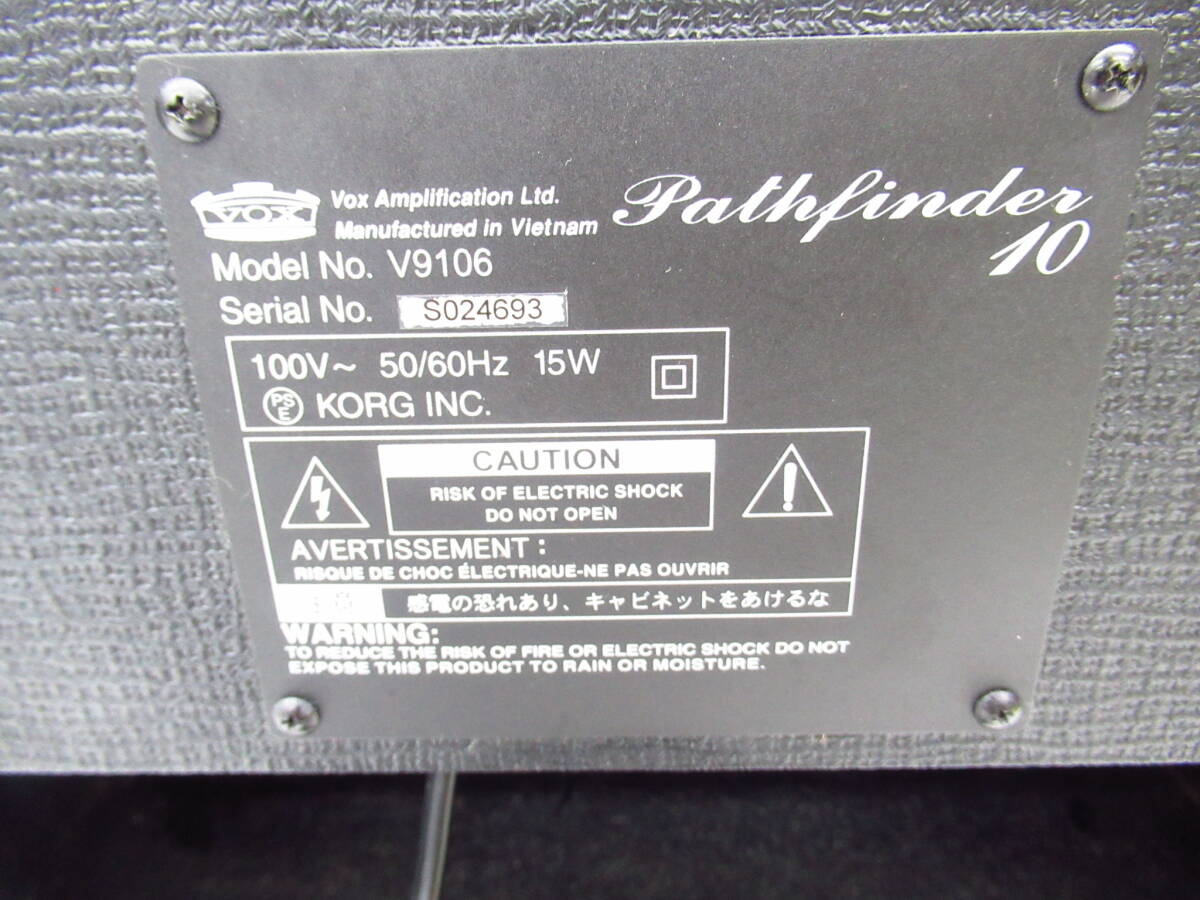 VOX
Vox Amplification Ltd.
Manufactured in Vietnam
Pathfinder
10
Model No. V9106
Serial No. S024693
100V~ 50/60Hz 15W
PSE KORG INC.
CAUTION
RISK OF ELECTRIC SHOCK
DO NOT OPEN
AVERTISSEMENT :
RISQUE DE CHOC ÉLECTRIQUE-NE PAS OUVRIR
感電の恐れあり、キャビネットをあけるな
WARNING:
TO REDUCE THE RISK OF FIRE OR ELECTRIC SHOCK DO NOT
EXPOSE THIS PRODUCT TO RAIN OR MOISTURE.